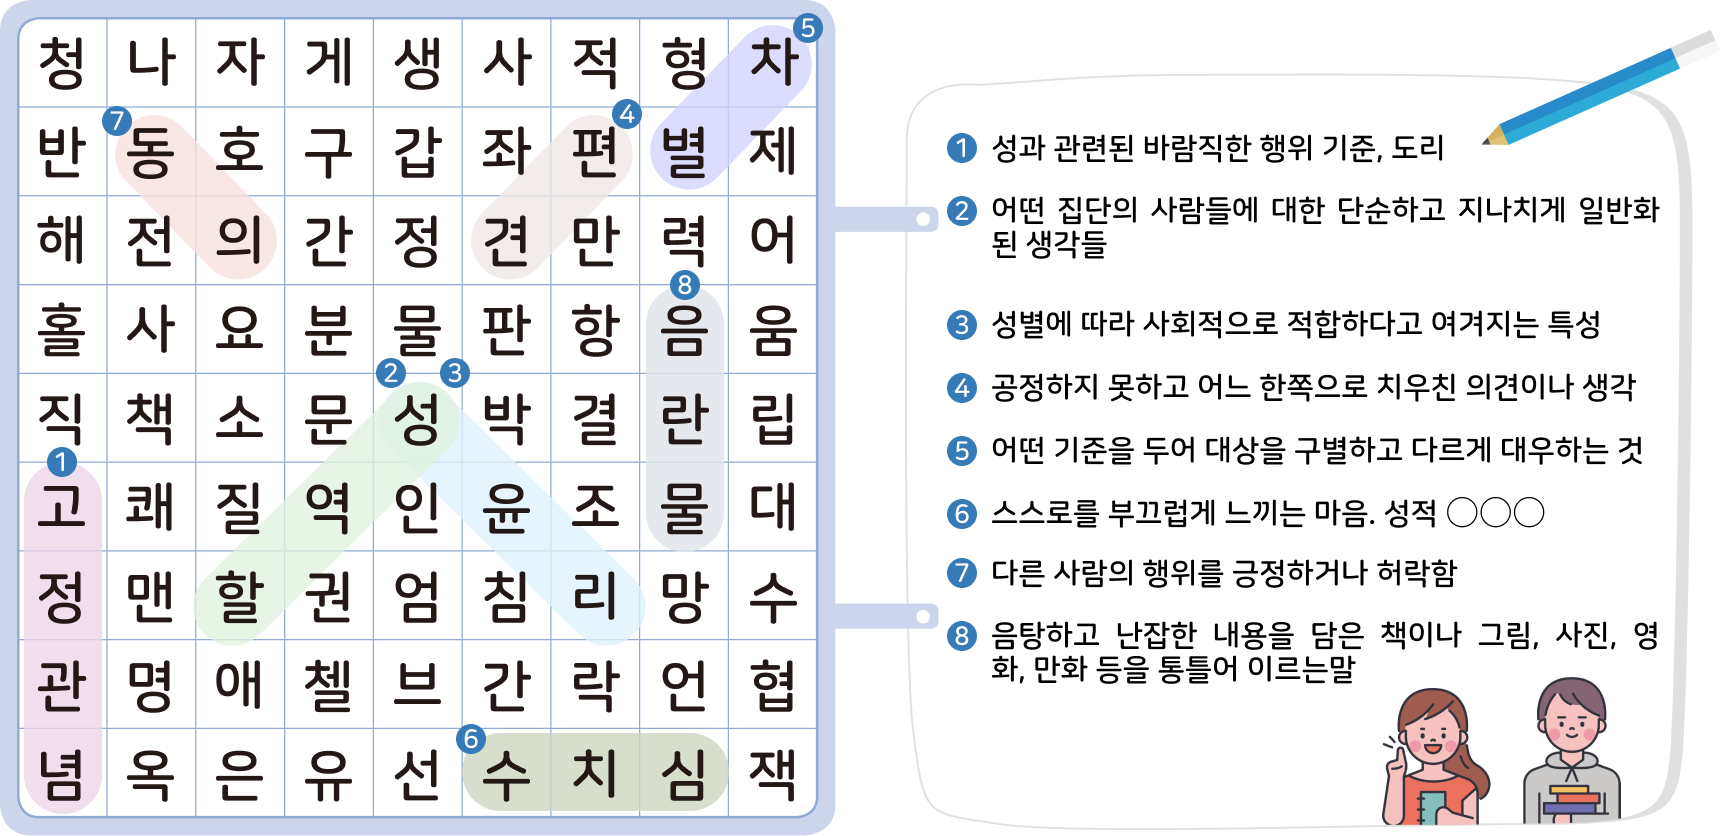 청 나 자 게 생 사 적 형 차 5
반 7 동 호 구 갑 좌 편 4 별 제
해 전 의 간 정 견 만 력 어
홀 사 요 분 물 판 항 8 음 움
직 책 소 문 2 성 3 박 결 란 립
1 고 쾌 질 역 인 윤 조 물 대
정 맨 할 권 엄 침 리 망 수
관 명 애 첼 브 간 락 언 협
념 옥 은 유 선 6 수 치 심 잭
1 성과 관련된 바람직한 행위 기준, 도리
2 어떤 집단의 사람들에 대한 단순하고 지나치게 일반화
된 생각들
3 성별에 따라 사회적으로 적합하다고 여겨지는 특성
4 공정하지 못하고 어느 한쪽으로 치우친 의견이나 생각
5 어떤 기준을 두어 대상을 구별하고 다르게 대우하는 것
6 스스로를 부끄럽게 느끼는 마음. 성적 ◯◯◯
7 다른 사람의 행위를 긍정하거나 허락함
8 음탕하고 난잡한 내용을 담은 책이나 그림, 사진, 영
화, 만화 등을 통틀어 이르는말